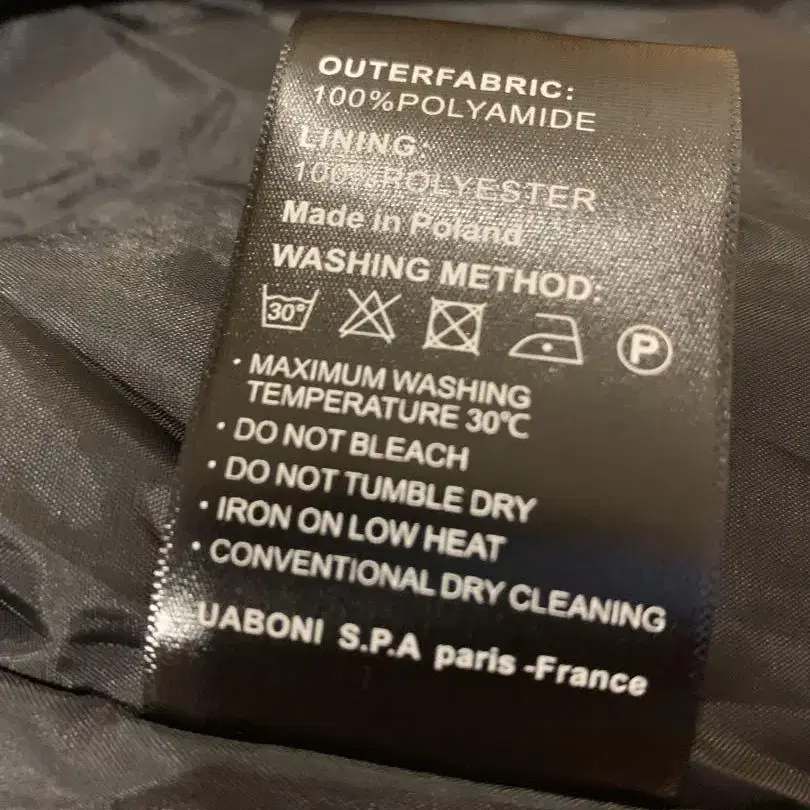 OUTERFABRIC:
100%POLYAMIDE
LINING:
100%POLYESTER
Made in Poland
WASHING METHOD:
30° P
· MAXIMUM WASHING
TEMPERATURE 30℃
· DO NOT BLEACH
· DO NOT TUMBLE DRY
· IRON ON LOW HEAT
· CONVENTIONAL DRY CLEANING
UABONI S.P.A paris -France